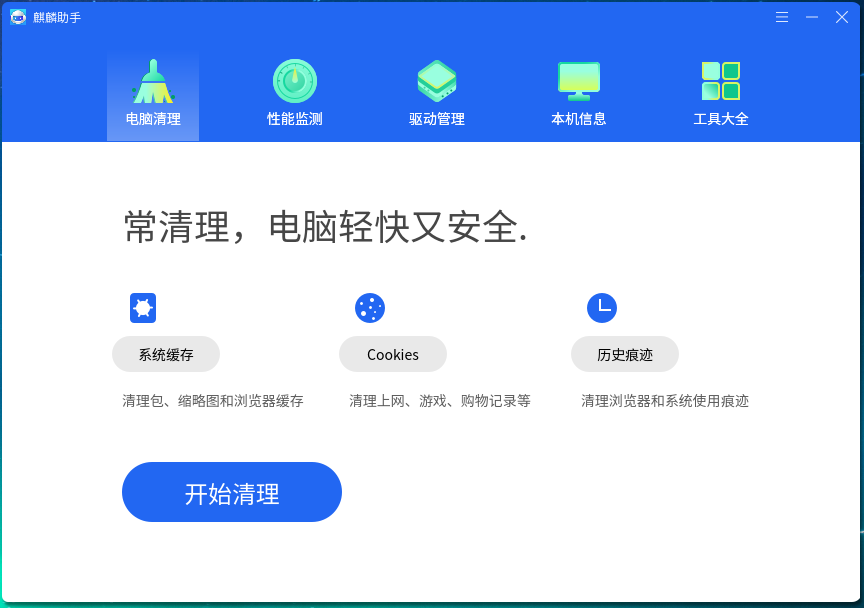 麒麟助手
电脑清理
性能监测
驱动管理
本机信息
工具大全
常清理，电脑轻快又安全.
系统缓存
Cookies
历史痕迹
清理包、缩略图和浏览器缓存
清理上网、游戏、购物记录等
清理浏览器和系统使用痕迹
开始清理